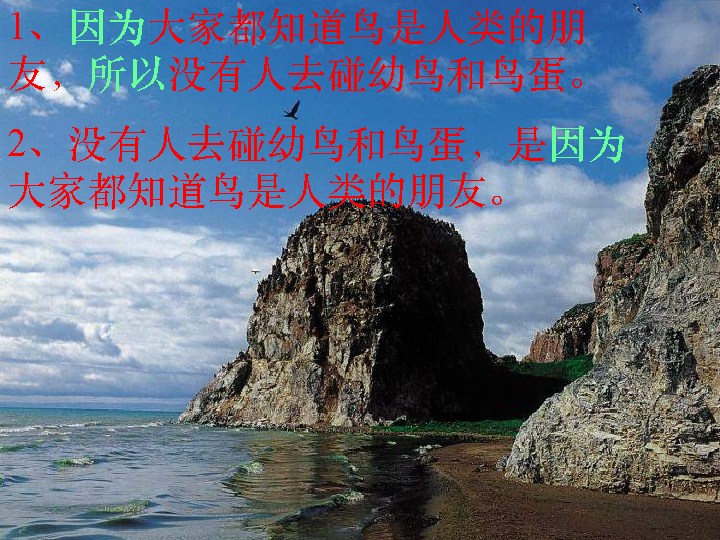 1、因为大家都知道鸟是人类的朋
友，所以没有人去碰幼鸟和鸟蛋。
2、没有人去碰幼鸟和鸟蛋，是因为
大家都知道鸟是人类的朋友。